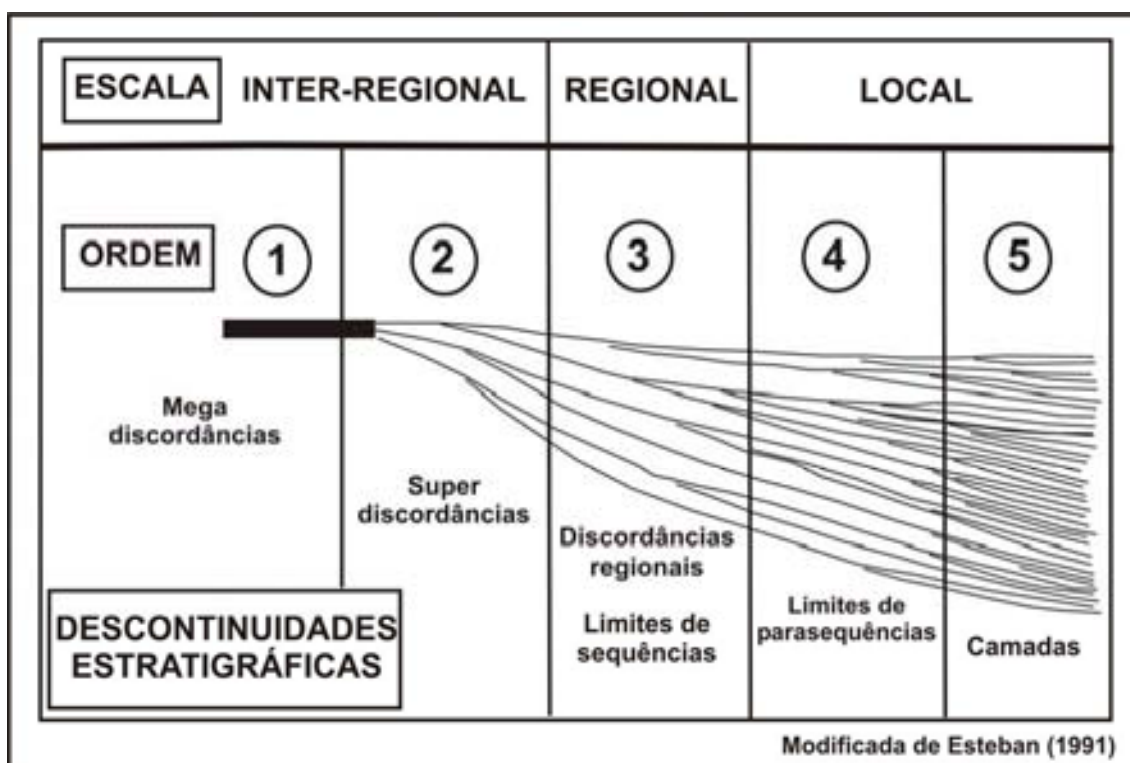 ESCALA
INTER-REGIONAL
REGIONAL
LOCAL
ORDEM
1
2
3
4
5
Mega
discordâncias
Super
discordâncias
Discordâncias
regionais
Limites de
sequências
Limites de
parasequências
Camadas
DESCONTINUIDADES
ESTRATIGRÁFICAS
Modificada de Esteban (1991)